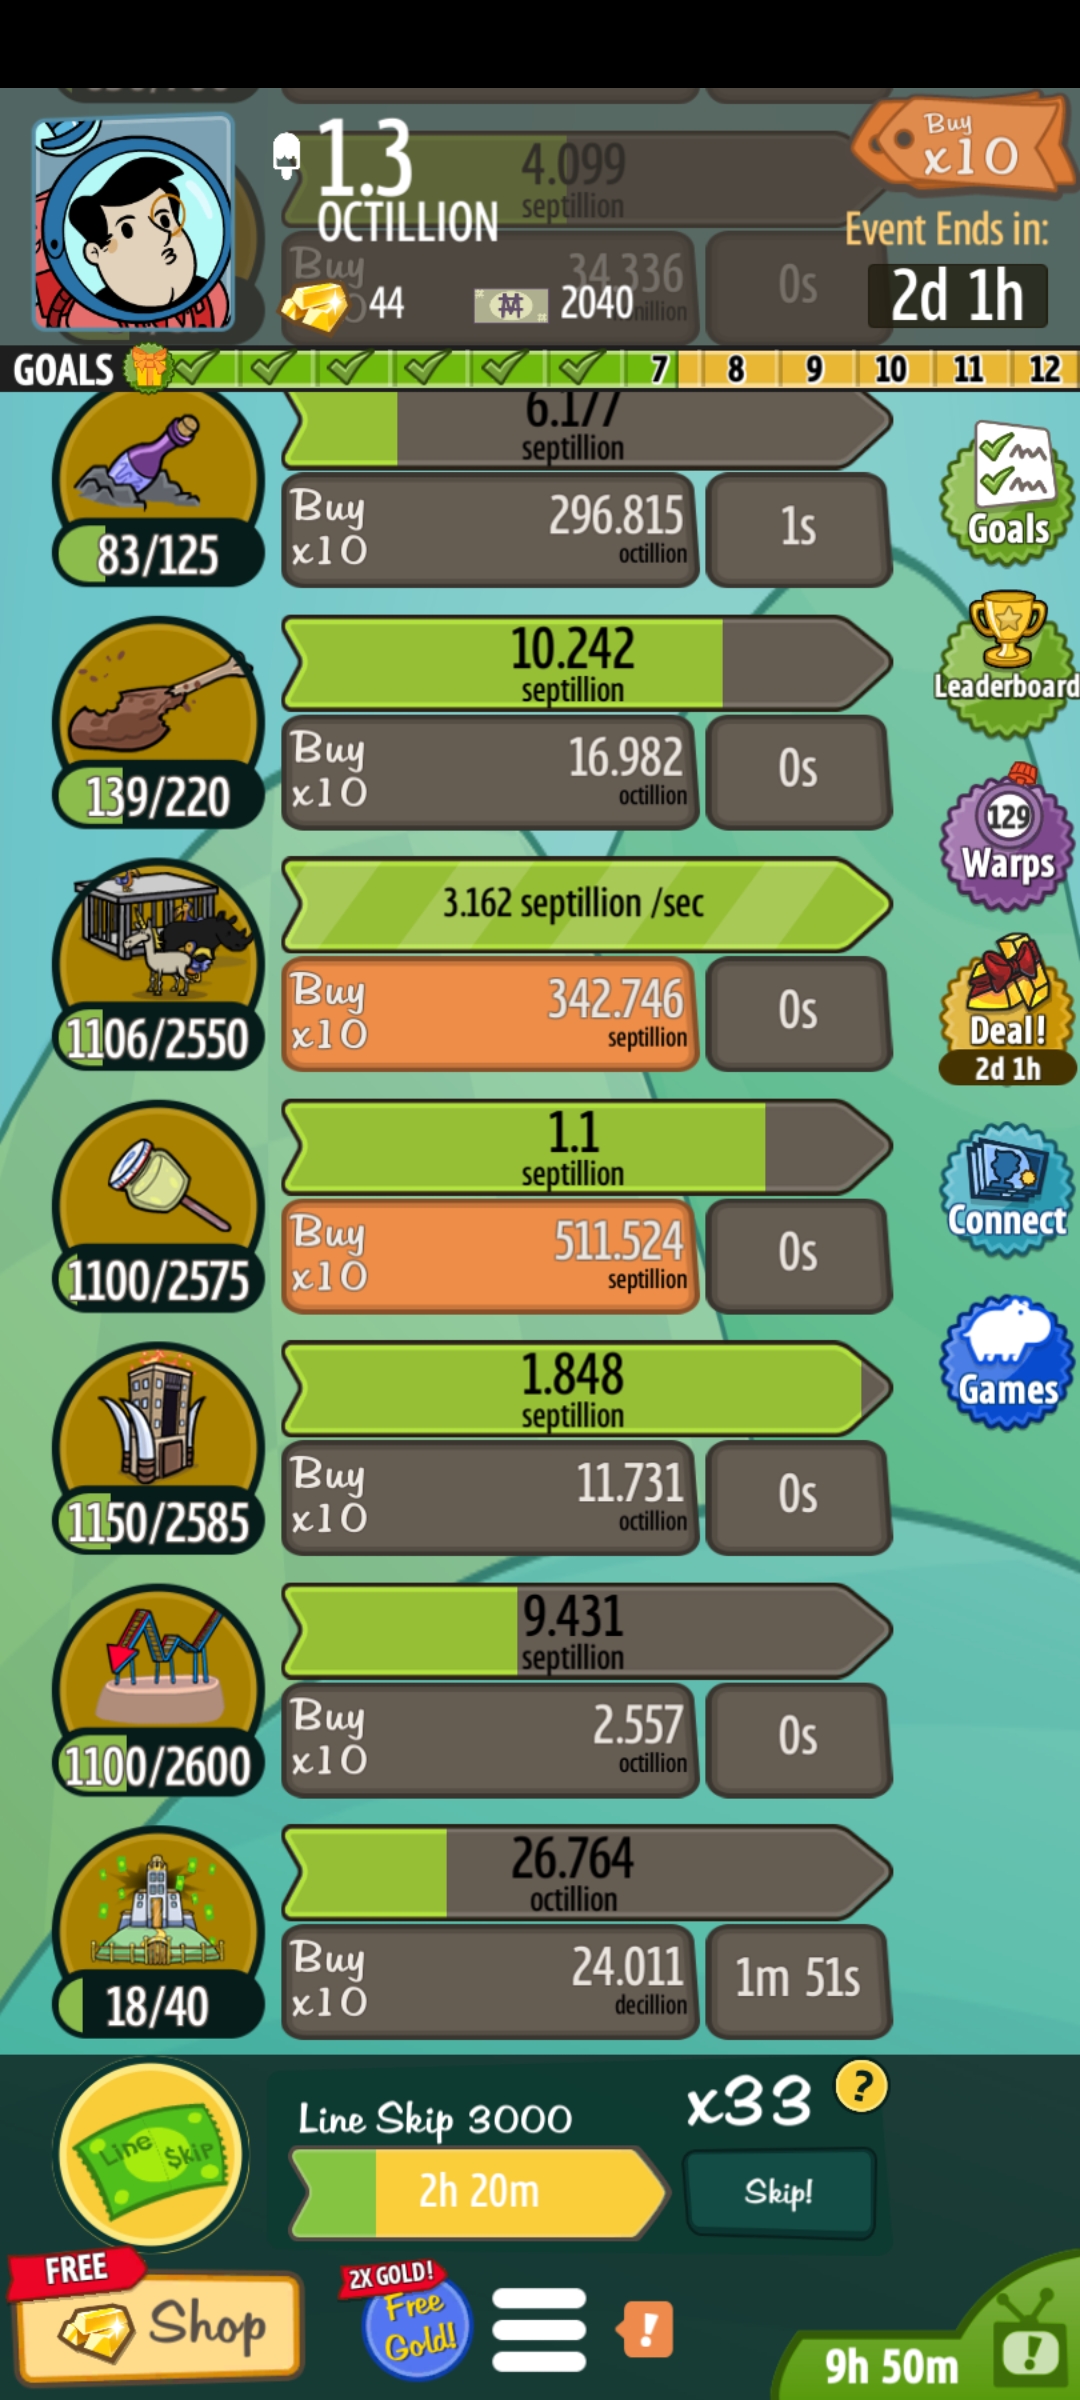 1.3
OCTILLION
4.099
septillion
Buy
x10
Event Ends in:
2d 1h
Buy
34.336
0s
44
2040
GOALS
7
8
9
10
11
12
6.177
septillion
Buy
x10
296.815
octillion
1s
83/125
Goals
10.242
septillion
Leaderboard
Buy
x10
16.982
octillion
0s
139/220
129
Warps
3.162 septillion /sec
Buy
x10
342.746
septillion
0s
1106/2550
Deal!
2d 1h
1.1
septillion
Buy
x10
511.524
septillion
0s
1100/2575
Connect
1.848
septillion
Games
Buy
x10
11.731
octillion
0s
1150/2585
9.431
septillion
Buy
x10
2.557
octillion
0s
1100/2600
26.764
octillion
Buy
x10
24.011
decillion
1m 51s
18/40
Line Skip
Line Skip 3000
2h 20m
x33
?
Skip!
FREE
Shop
2X GOLD!
Free
Gold!
!
9h 50m
!